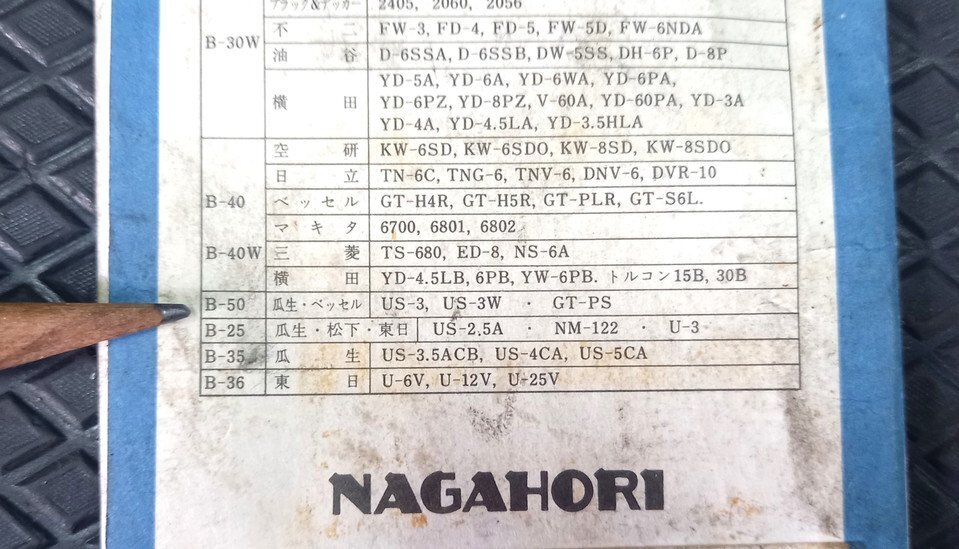 ブラック&デッカー 2405, 2060, 2056
B-30W 不二 FW-3, FD-4, FD-5, FW-5D, FW-6NDA
油谷 D-6SSA, D-6SSB, DW-5SS, DH-6P, D-8P
横田 YD-5A, YD-6A, YD-6WA, YD-6PA,
YD-6PZ, YD-8PZ, V-60A, YD-60PA, YD-3A
YD-4A, YD-4.5LA, YD-3.5HLA
空研 KW-6SD, KW-6SDO, KW-8SD, KW-8SDO
日立 TN-6C, TNG-6, TNV-6, DNV-6, DVR-10
B-40 ベッセル GT-H4R, GT-H5R, GT-PLR, GT-S6L.
マキタ 6700, 6801, 6802
B-40W 三菱 TS-680, ED-8, NS-6A
横田 YD-4.5LB, 6PB, YW-6PB. トルコン15B, 30B
B-50 瓜生・ベッセル US-3, US-3W ・ GT-PS
B-25 瓜生・松下・東日 US-2.5A ・ NM-122 ・ U-3
B-35 瓜生 US-3.5ACB, US-4CA, US-5CA
B-36 東日 U-6V, U-12V, U-25V
NAGAHORI